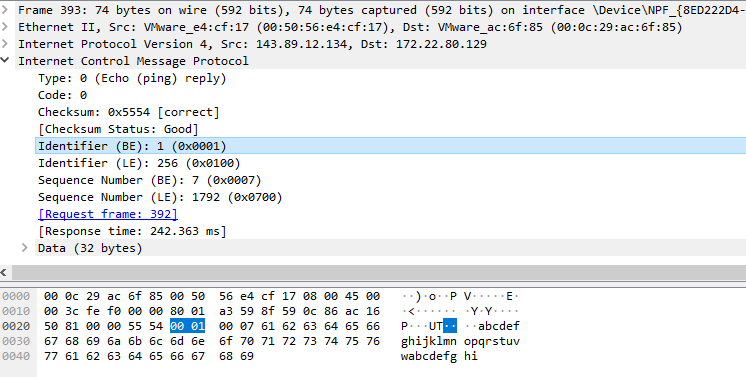 Frame 393: 74 bytes on wire (592 bits), 74 bytes captured (592 bits) on interface \Device\NPF_{8ED222D4-
Ethernet II, Src: VMware_e4:cf:17 (00:50:56:e4:cf:17), Dst: VMware_ac:6f:85 (00:0c:29:ac:6f:85)
Internet Protocol Version 4, Src: 143.89.12.134, Dst: 172.22.80.129
Internet Control Message Protocol
Type: 0 (Echo (ping) reply)
Code: 0
Checksum: 0x5554 [correct]
[Checksum Status: Good]
Identifier (BE): 1 (0x0001)
Identifier (LE): 256 (0x0100)
Sequence Number (BE): 7 (0x0007)
Sequence Number (LE): 1792 (0x0700)
[Request frame: 392]
[Response time: 242.363 ms]
Data (32 bytes)
0000 00 0c 29 ac 6f 85 00 50 56 e4 cf 17 08 00 45 00 ··)·o··P V·····E·
0010 00 3c fe f0 00 00 80 01 a3 59 8f 59 0c 86 ac 16 ·<······ ·Y·Y····
0020 50 81 00 00 55 54 00 01 00 07 61 62 63 64 65 66 P···UT·· ··abcdef
0030 67 68 69 6a 6b 6c 6d 6e 6f 70 71 72 73 74 75 76 ghijklmn opqrstuv
0040 77 61 62 63 64 65 66 67 68 69 wabcdefg hi